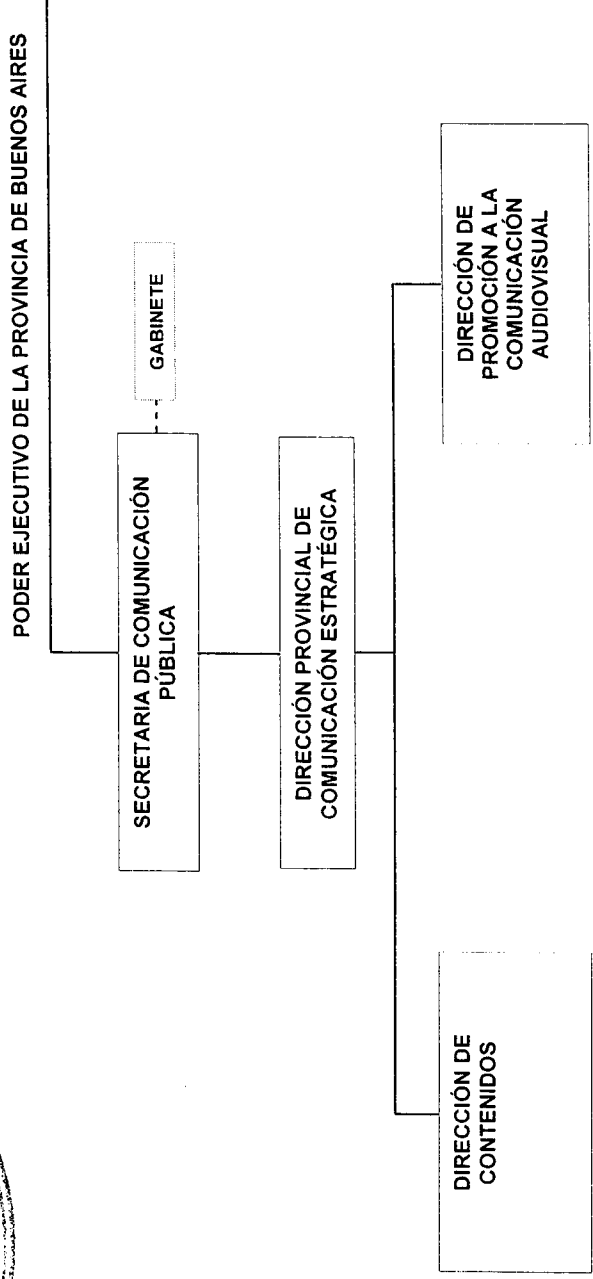 PODER EJECUTIVO DE LA PROVINCIA DE BUENOS AIRES
SECRETARIA DE COMUNICACIÓN
PÚBLICA
GABINETE
DIRECCIÓN PROVINCIAL DE
COMUNICACIÓN ESTRATÉGICA
DIRECCIÓN DE
CONTENIDOS
DIRECCIÓN DE
PROMOCIÓN A LA
COMUNICACIÓN
AUDIOVISUAL